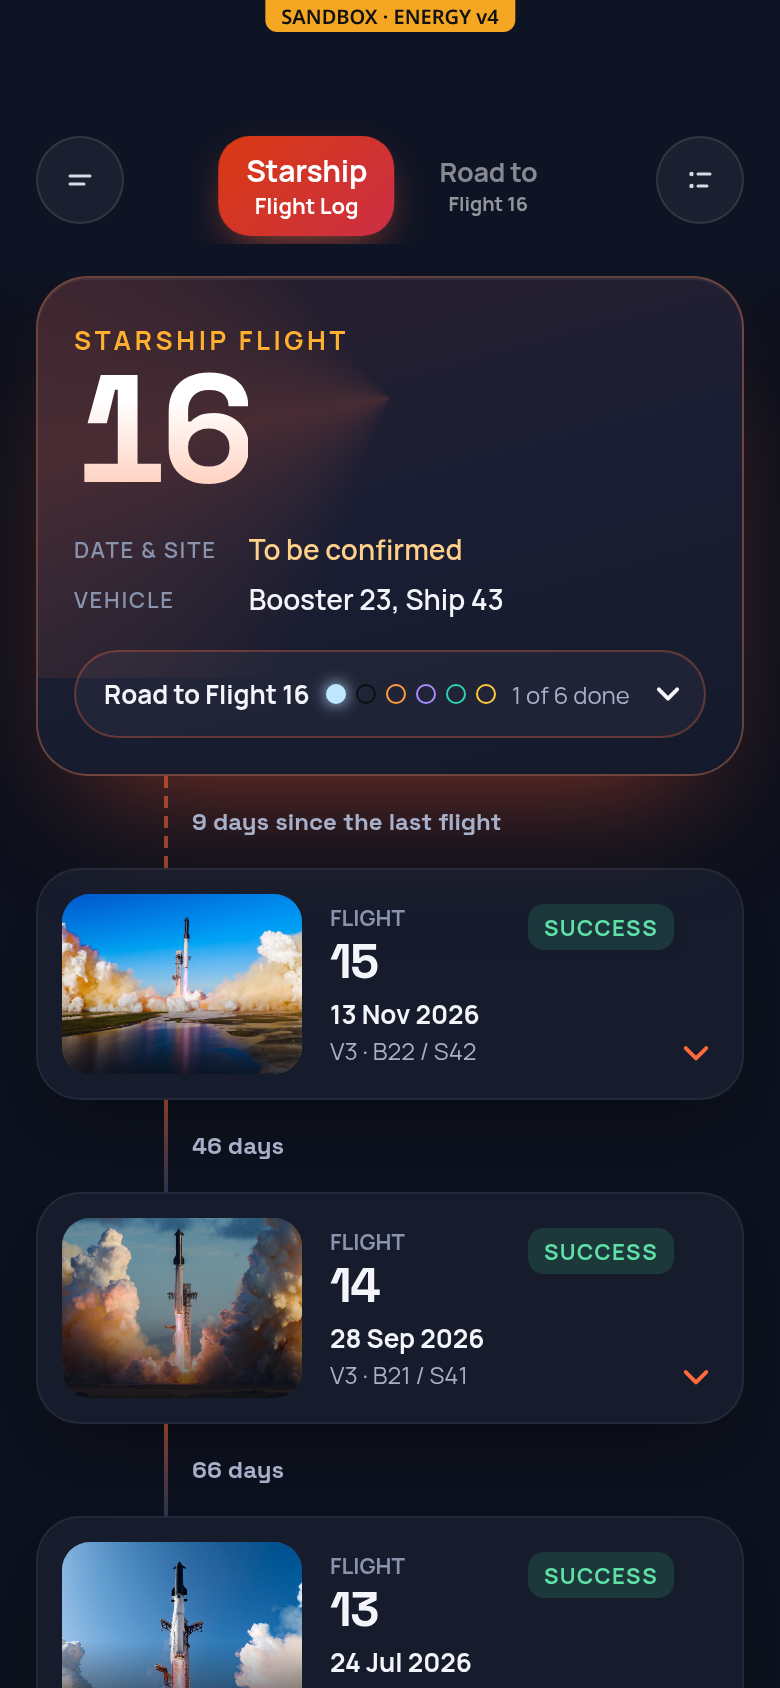 SANDBOX · ENERGY v4
Starship
Flight Log
Road to
Flight 16
STARSHIP FLIGHT
16
DATE & SITE To be confirmed
VEHICLE Booster 23, Ship 43
Road to Flight 16 1 of 6 done
9 days since the last flight
FLIGHT
SUCCESS
15
13 Nov 2026
V3 · B22 / S42
46 days
FLIGHT
SUCCESS
14
28 Sep 2026
V3 · B21 / S41
66 days
FLIGHT
SUCCESS
13
24 Jul 2026